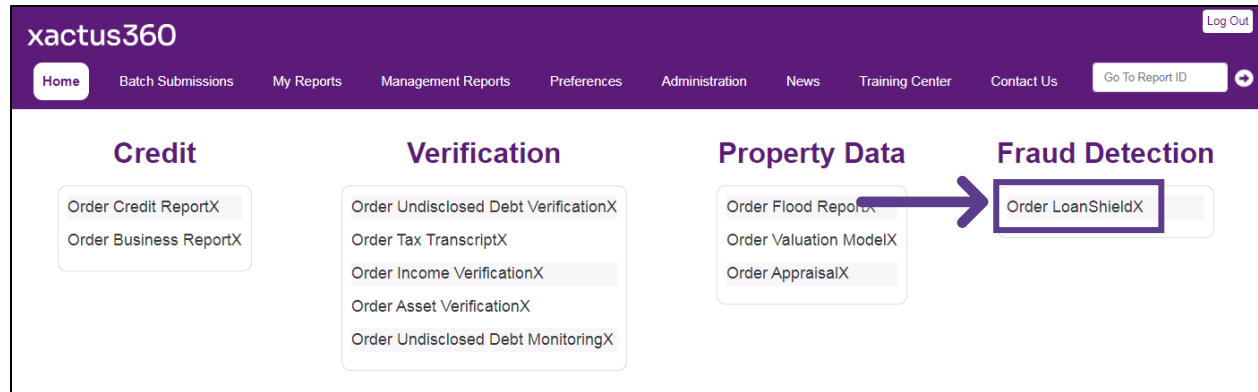 Log Out
xactus360
Home Batch Submissions My Reports Management Reports Preferences Administration News Training Center Contact Us Go To Report ID
Credit
Order Credit ReportX
Order Business ReportX
Verification
Order Undisclosed Debt VerificationX
Order Tax TranscriptX
Order Income VerificationX
Order Asset VerificationX
Order Undisclosed Debt MonitoringX
Property Data
Order Flood ReportX
Order Valuation ModelX
Order AppraisalX
Fraud Detection
Order LoanShieldX